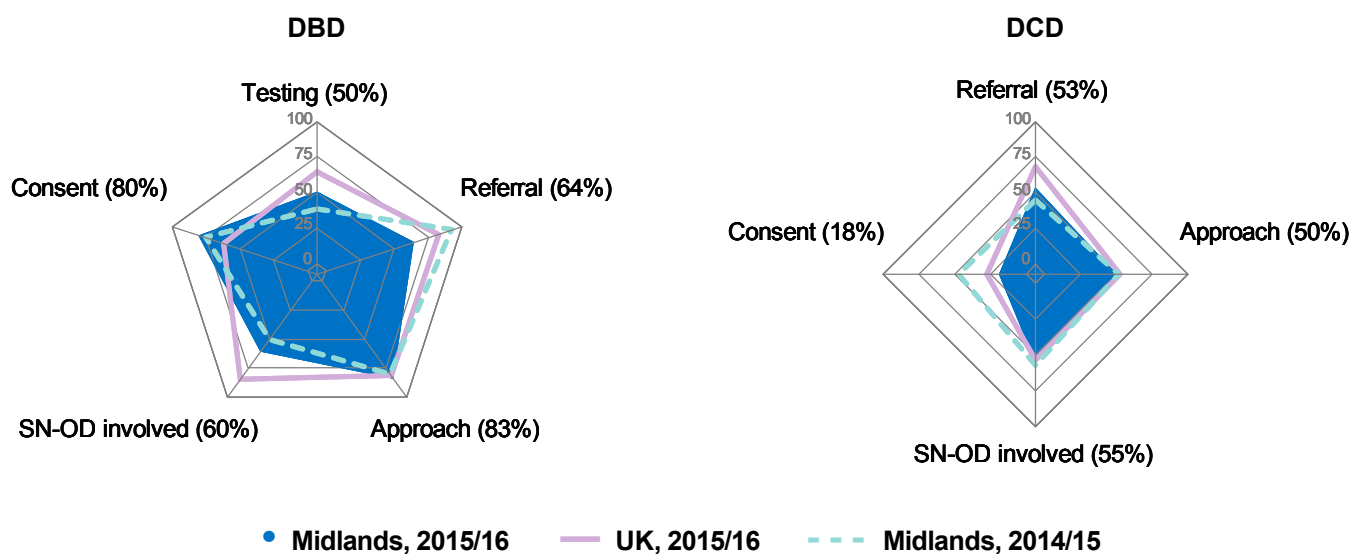 DBD
Testing (50%)
100
75
50
25
0
Consent (80%)
Referral (64%)
SN-OD involved (60%)
Approach (83%)
DCD
Referral (53%)
100
75
50
25
0
Consent (18%)
Approach (50%)
SN-OD involved (55%)
Midlands, 2015/16
UK, 2015/16
Midlands, 2014/15